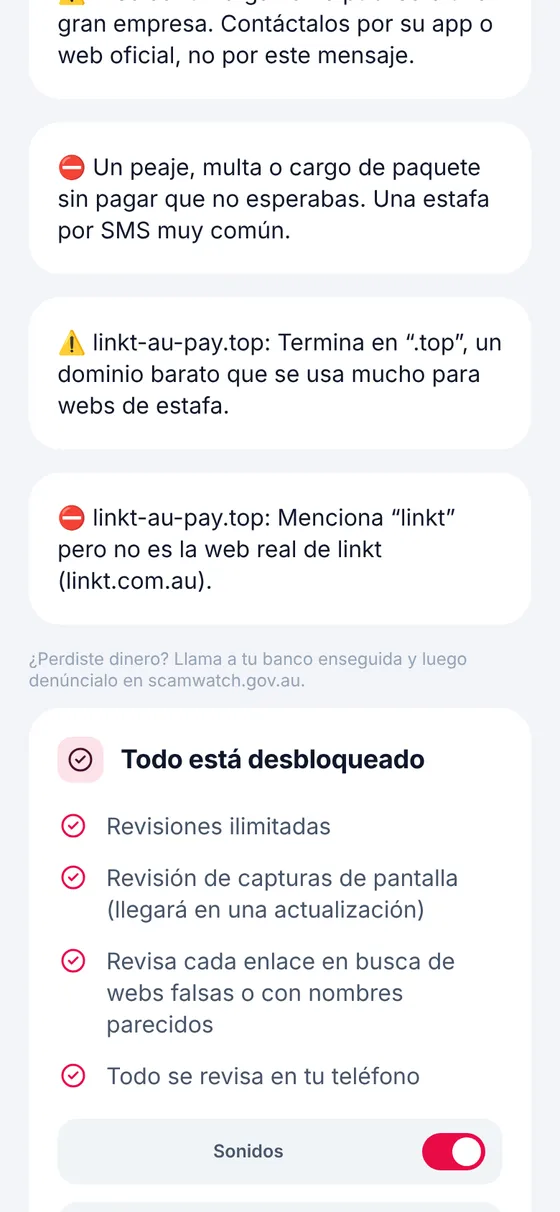 gran empresa. Contáctalos por su app o
web oficial, no por este mensaje.
⛔ Un peaje, multa o cargo de paquete
sin pagar que no esperabas. Una estafa
por SMS muy común.
⚠️ linkt-au-pay.top: Termina en “.top”, un
dominio barato que se usa mucho para
webs de estafa.
⛔ linkt-au-pay.top: Menciona “linkt”
pero no es la web real de linkt
(linkt.com.au).
¿Perdiste dinero? Llama a tu banco enseguida y luego
denúncialo en scamwatch.gov.au.
Todo está desbloqueado
Revisiones ilimitadas
Revisión de capturas de pantalla
(llegará en una actualización)
Revisa cada enlace en busca de
webs falsas o con nombres
parecidos
Todo se revisa en tu teléfono
Sonidos